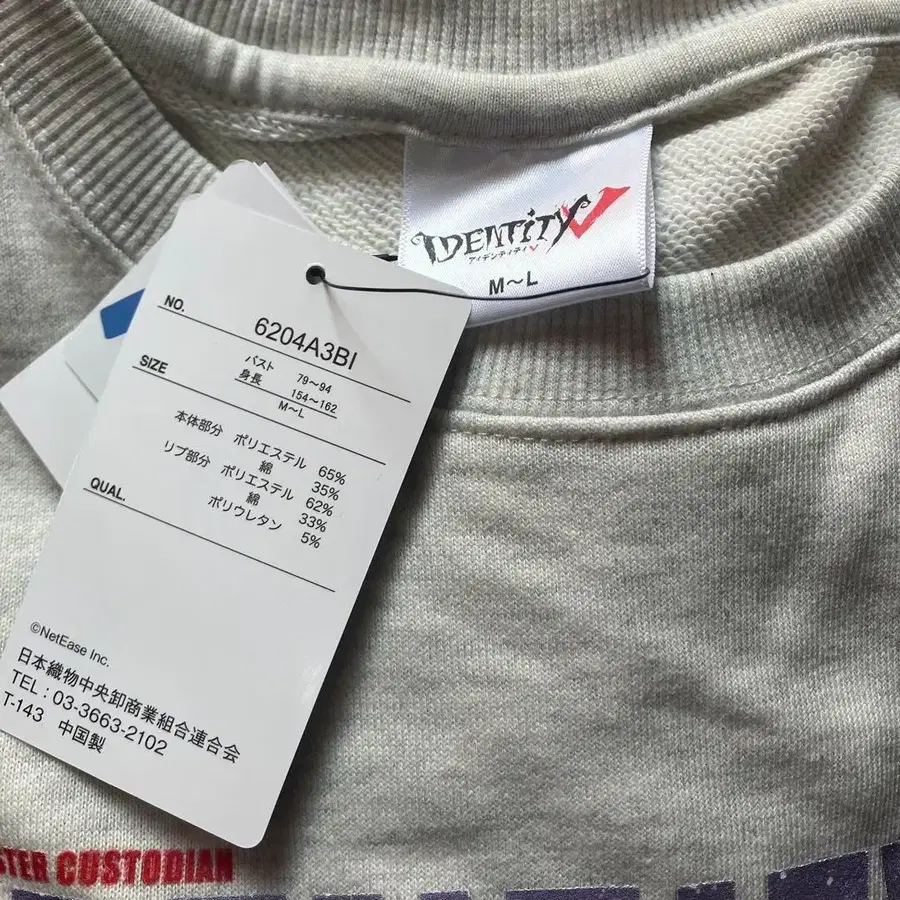 IDENTITY V
アイデンティティV
M～L
NO.
6204A3BI
SIZE
バスト 79～94
身長 154～162
M～L
QUAL.
本体部分 ポリエステル 65%
綿 35%
リブ部分 ポリエステル 62%
綿 33%
ポリウレタン 5%
©NetEase Inc.
日本織物中央卸商業組合連合会
TEL：03-3663-2102
T-143 中国製
CUSTODIAN